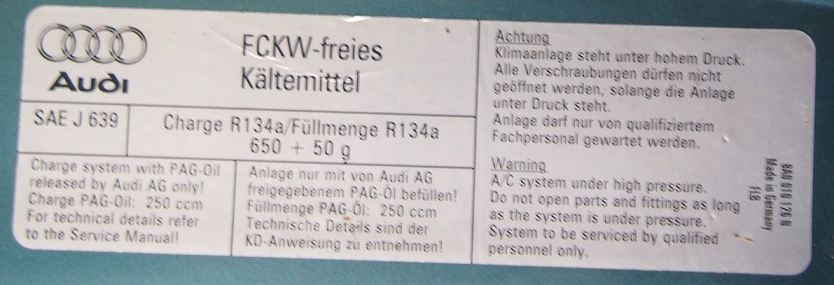 Audi
FCKW-freies
Kältemittel
SAE J 639
Charge R134a/Füllmenge R134a
650 + 50 g
Charge system with PAG-Oil
released by Audi AG only!
Charge PAG-Oil: 250 ccm
For technical details refer
to the Service Manual!
Anlage nur mit von Audi AG
freigegebenem PAG-Öl befüllen!
Füllmenge PAG-Öl: 250 ccm
Technische Details sind der
KD-Anweisung zu entnehmen!
Achtung
Klimaanlage steht unter hohem Druck.
Alle Verschraubungen dürfen nicht
geöffnet werden, solange die Anlage
unter Druck steht.
Anlage darf nur von qualifiziertem
Fachpersonal gewartet werden.
Warning
A/C system under high pressure.
Do not open parts and fittings as long
as the system is under pressure.
System to be serviced by qualified
personnel only.
8A0 010 126 N
Made in Germany
FLB